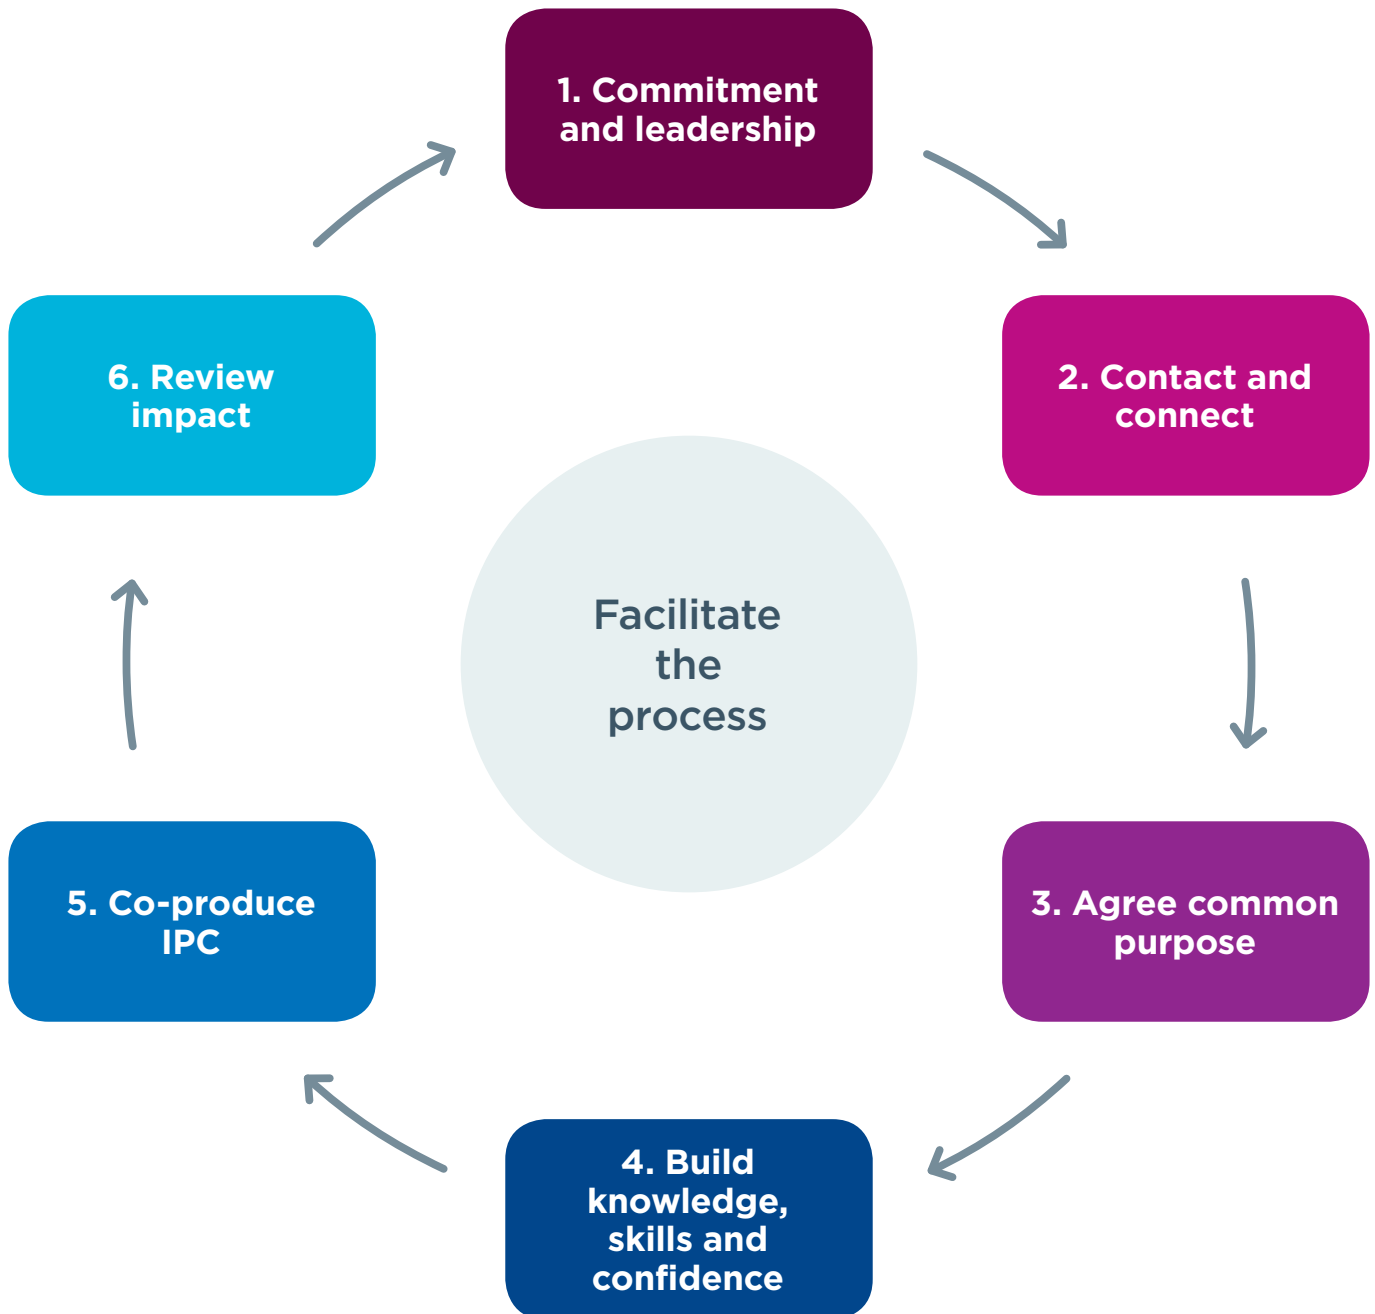 1. Commitment
and leadership
2. Contact and
connect
3. Agree common
purpose
4. Build
knowledge,
skills and
confidence
5. Co-produce
IPC
6. Review
impact
Facilitate
the
process